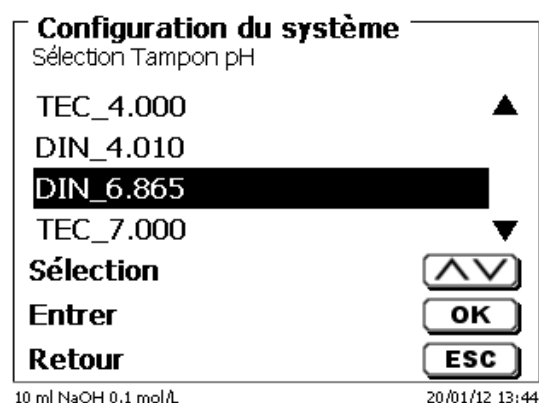 Configuration du système
Sélection Tampon pH
TEC_4.000
DIN_4.010
DIN_6.865
TEC_7.000
Sélection
Entrer OK
Retour ESC
10 ml NaOH 0.1 mol/L 20/01/12 13:44